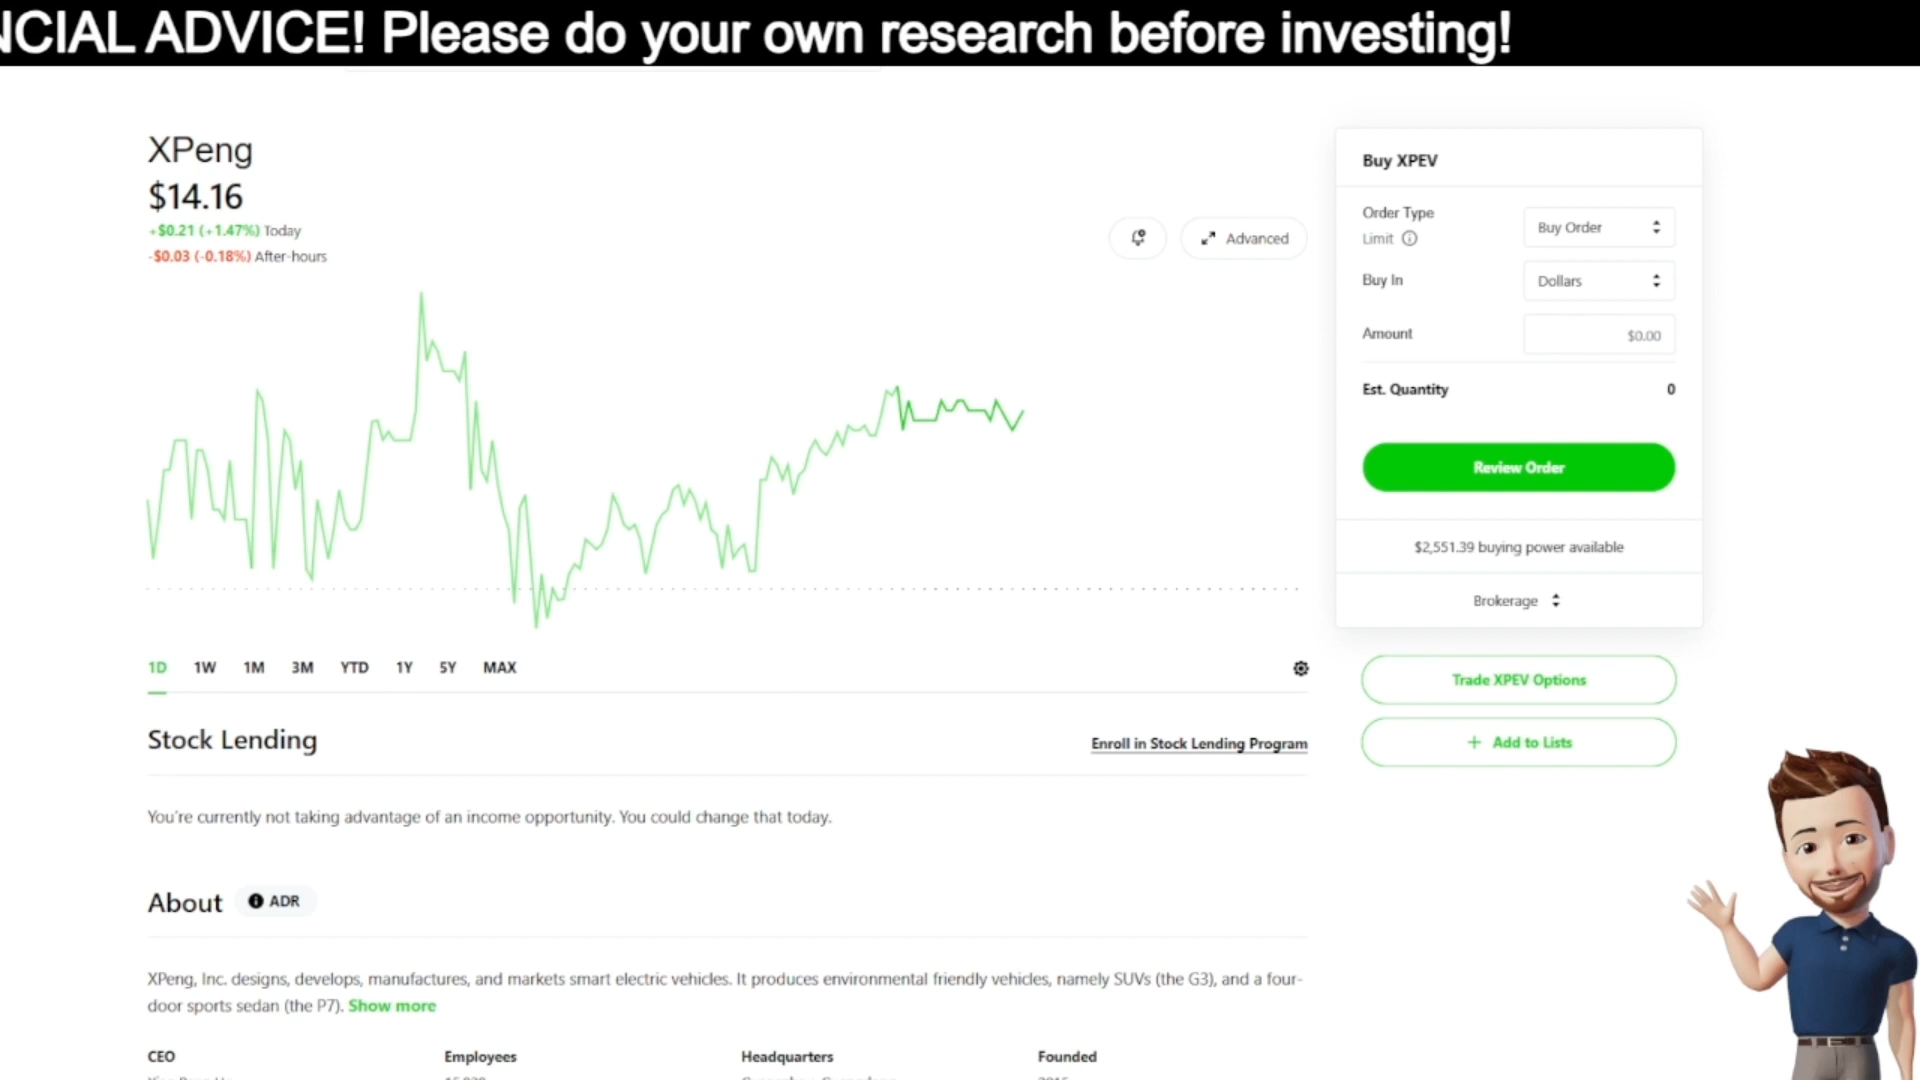 NCIAL ADVICE! Please do your own research before investing!
XPeng
$14.16
+$0.21 (+1.47%) Today
-$0.03 (-0.18%) After-hours
Advanced
1D 1W 1M 3M YTD 1Y 5Y MAX
Stock Lending
Enroll in Stock Lending Program
You're currently not taking advantage of an income opportunity. You could change that today.
About ADR
XPeng, Inc. designs, develops, manufactures, and markets smart electric vehicles. It produces environmental friendly vehicles, namely SUVs (the G3), and a four-
door sports sedan (the P7). Show more
CEO Employees Headquarters Founded
Buy XPEV
Order Type
Limit
Buy Order
Buy In Dollars
Amount $0.00
Est. Quantity 0
Review Order
$2,551.39 buying power available
Brokerage
Trade XPEV Options
+ Add to Lists